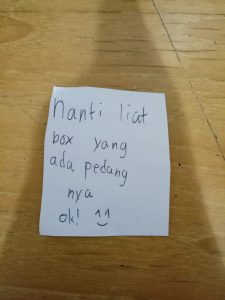 Nanti liat
box yang
ada pedang
nya
ok! ^^